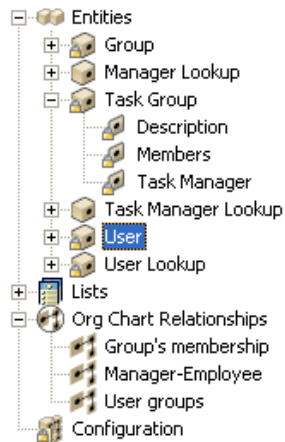 Entities
Group
Manager Lookup
Task Group
Description
Members
Task Manager
Task Manager Lookup
User
User Lookup
Lists
Org Chart Relationships
Group's membership
Manager-Employee
User groups
Configuration